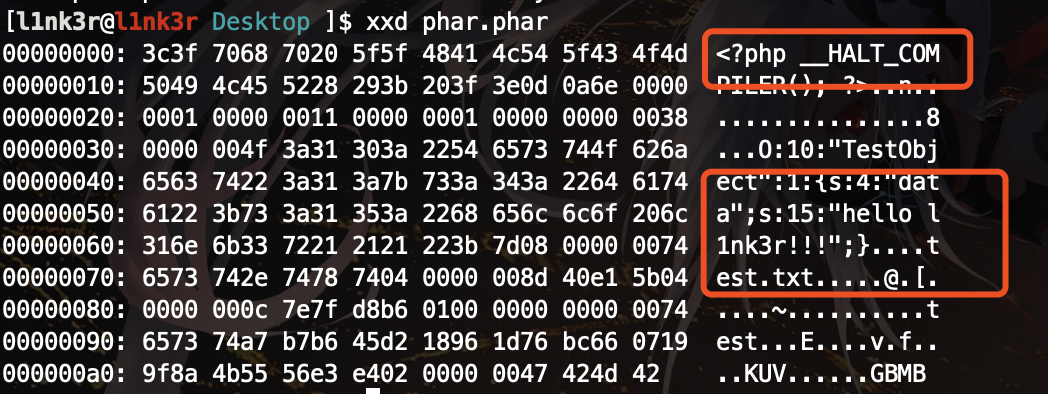 [l1nk3r@l1nk3r Desktop ]$ xxd phar.phar
00000000: 3c3f 7068 7020 5f5f 4841 4c54 5f43 4f4d <?php __HALT_COM
00000010: 5049 4c45 5228 293b 203f 3e0d 0a6e 0000 PILER(); ?>..n..
00000020: 0001 0000 0011 0000 0001 0000 0000 0038 ...............8
00000030: 0000 004f 3a31 303a 2254 6573 744f 626a ...O:10:"TestObj
00000040: 6563 7422 3a31 3a7b 733a 343a 2264 6174 ect":1:{s:4:"dat
00000050: 6122 3b73 3a31 353a 2268 656c 6c6f 206c a";s:15:"hello l
00000060: 316e 6b33 7221 2121 223b 7d08 0000 0074 1nk3r!!!";}....t
00000070: 6573 742e 7478 7404 0000 008d 40e1 5b04 est.txt.....@.[.
00000080: 0000 000c 7e7f d8b6 0100 0000 0000 0074 ....~..........t
00000090: 6573 74a7 b7b6 45d2 1896 1d76 bc66 0719 est...E....v.f..
000000a0: 9f8a 4b55 56e3 e402 0000 0047 424d 42 ..KUV......GBMB